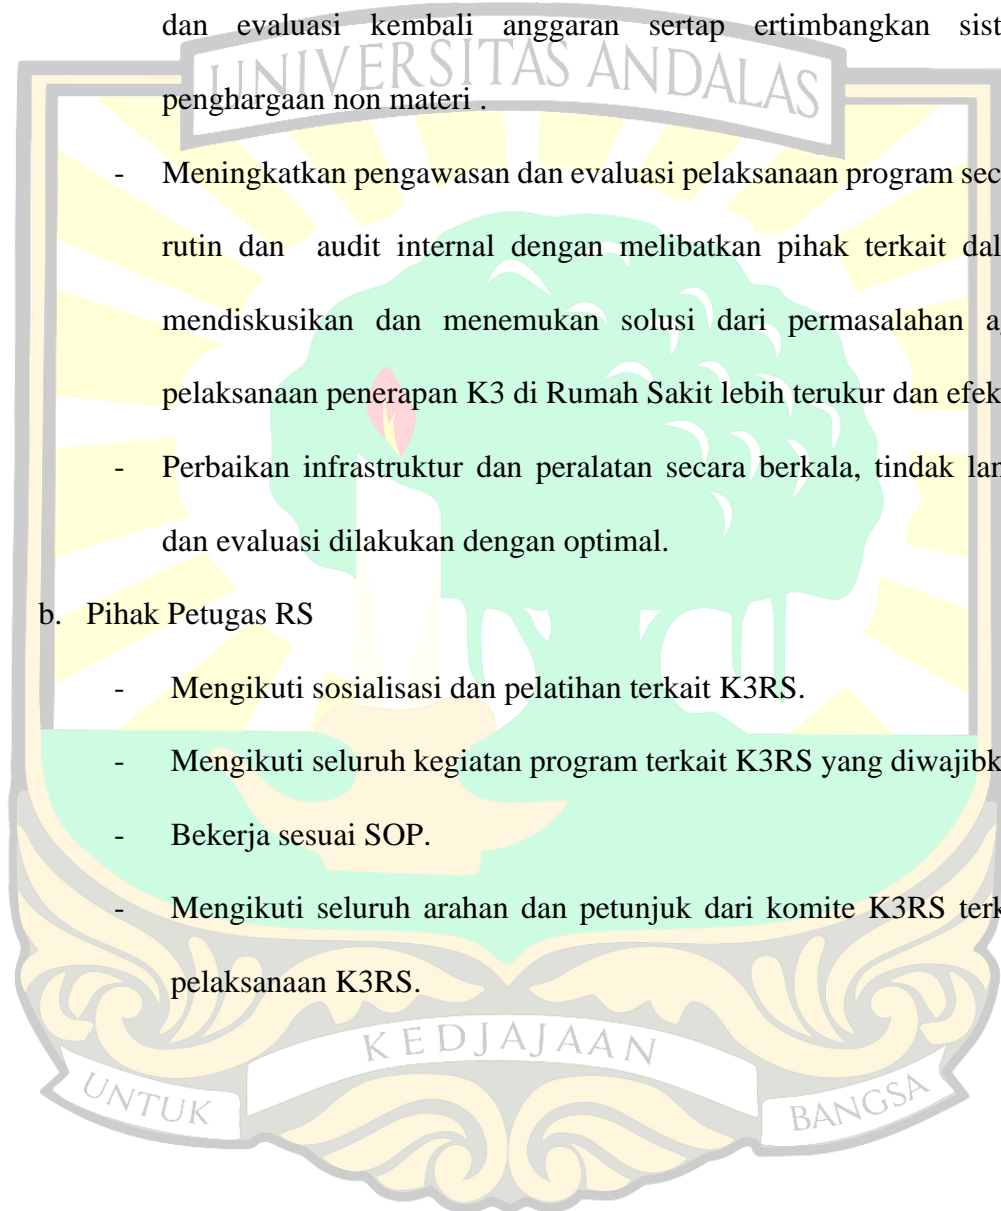 dan evaluasi kembali anggaran sertap ertimbangkan sist
UNIVERSITAS ANDALAS
penghargaan non materi .
- Meningkatkan pengawasan dan evaluasi pelaksanaan program sec
rutin dan audit internal dengan melibatkan pihak terkait dal
mendiskusikan dan menemukan solusi dari permasalahan a
pelaksanaan penerapan K3 di Rumah Sakit lebih terukur dan efek
- Perbaikan infrastruktur dan peralatan secara berkala, tindak lan
dan evaluasi dilakukan dengan optimal.
b. Pihak Petugas RS
- Mengikuti sosialisasi dan pelatihan terkait K3RS.
- Mengikuti seluruh kegiatan program terkait K3RS yang diwajibk
- Bekerja sesuai SOP.
- Mengikuti seluruh arahan dan petunjuk dari komite K3RS terk
pelaksanaan K3RS.
UNTUK KEDJAJAAN BANGSA